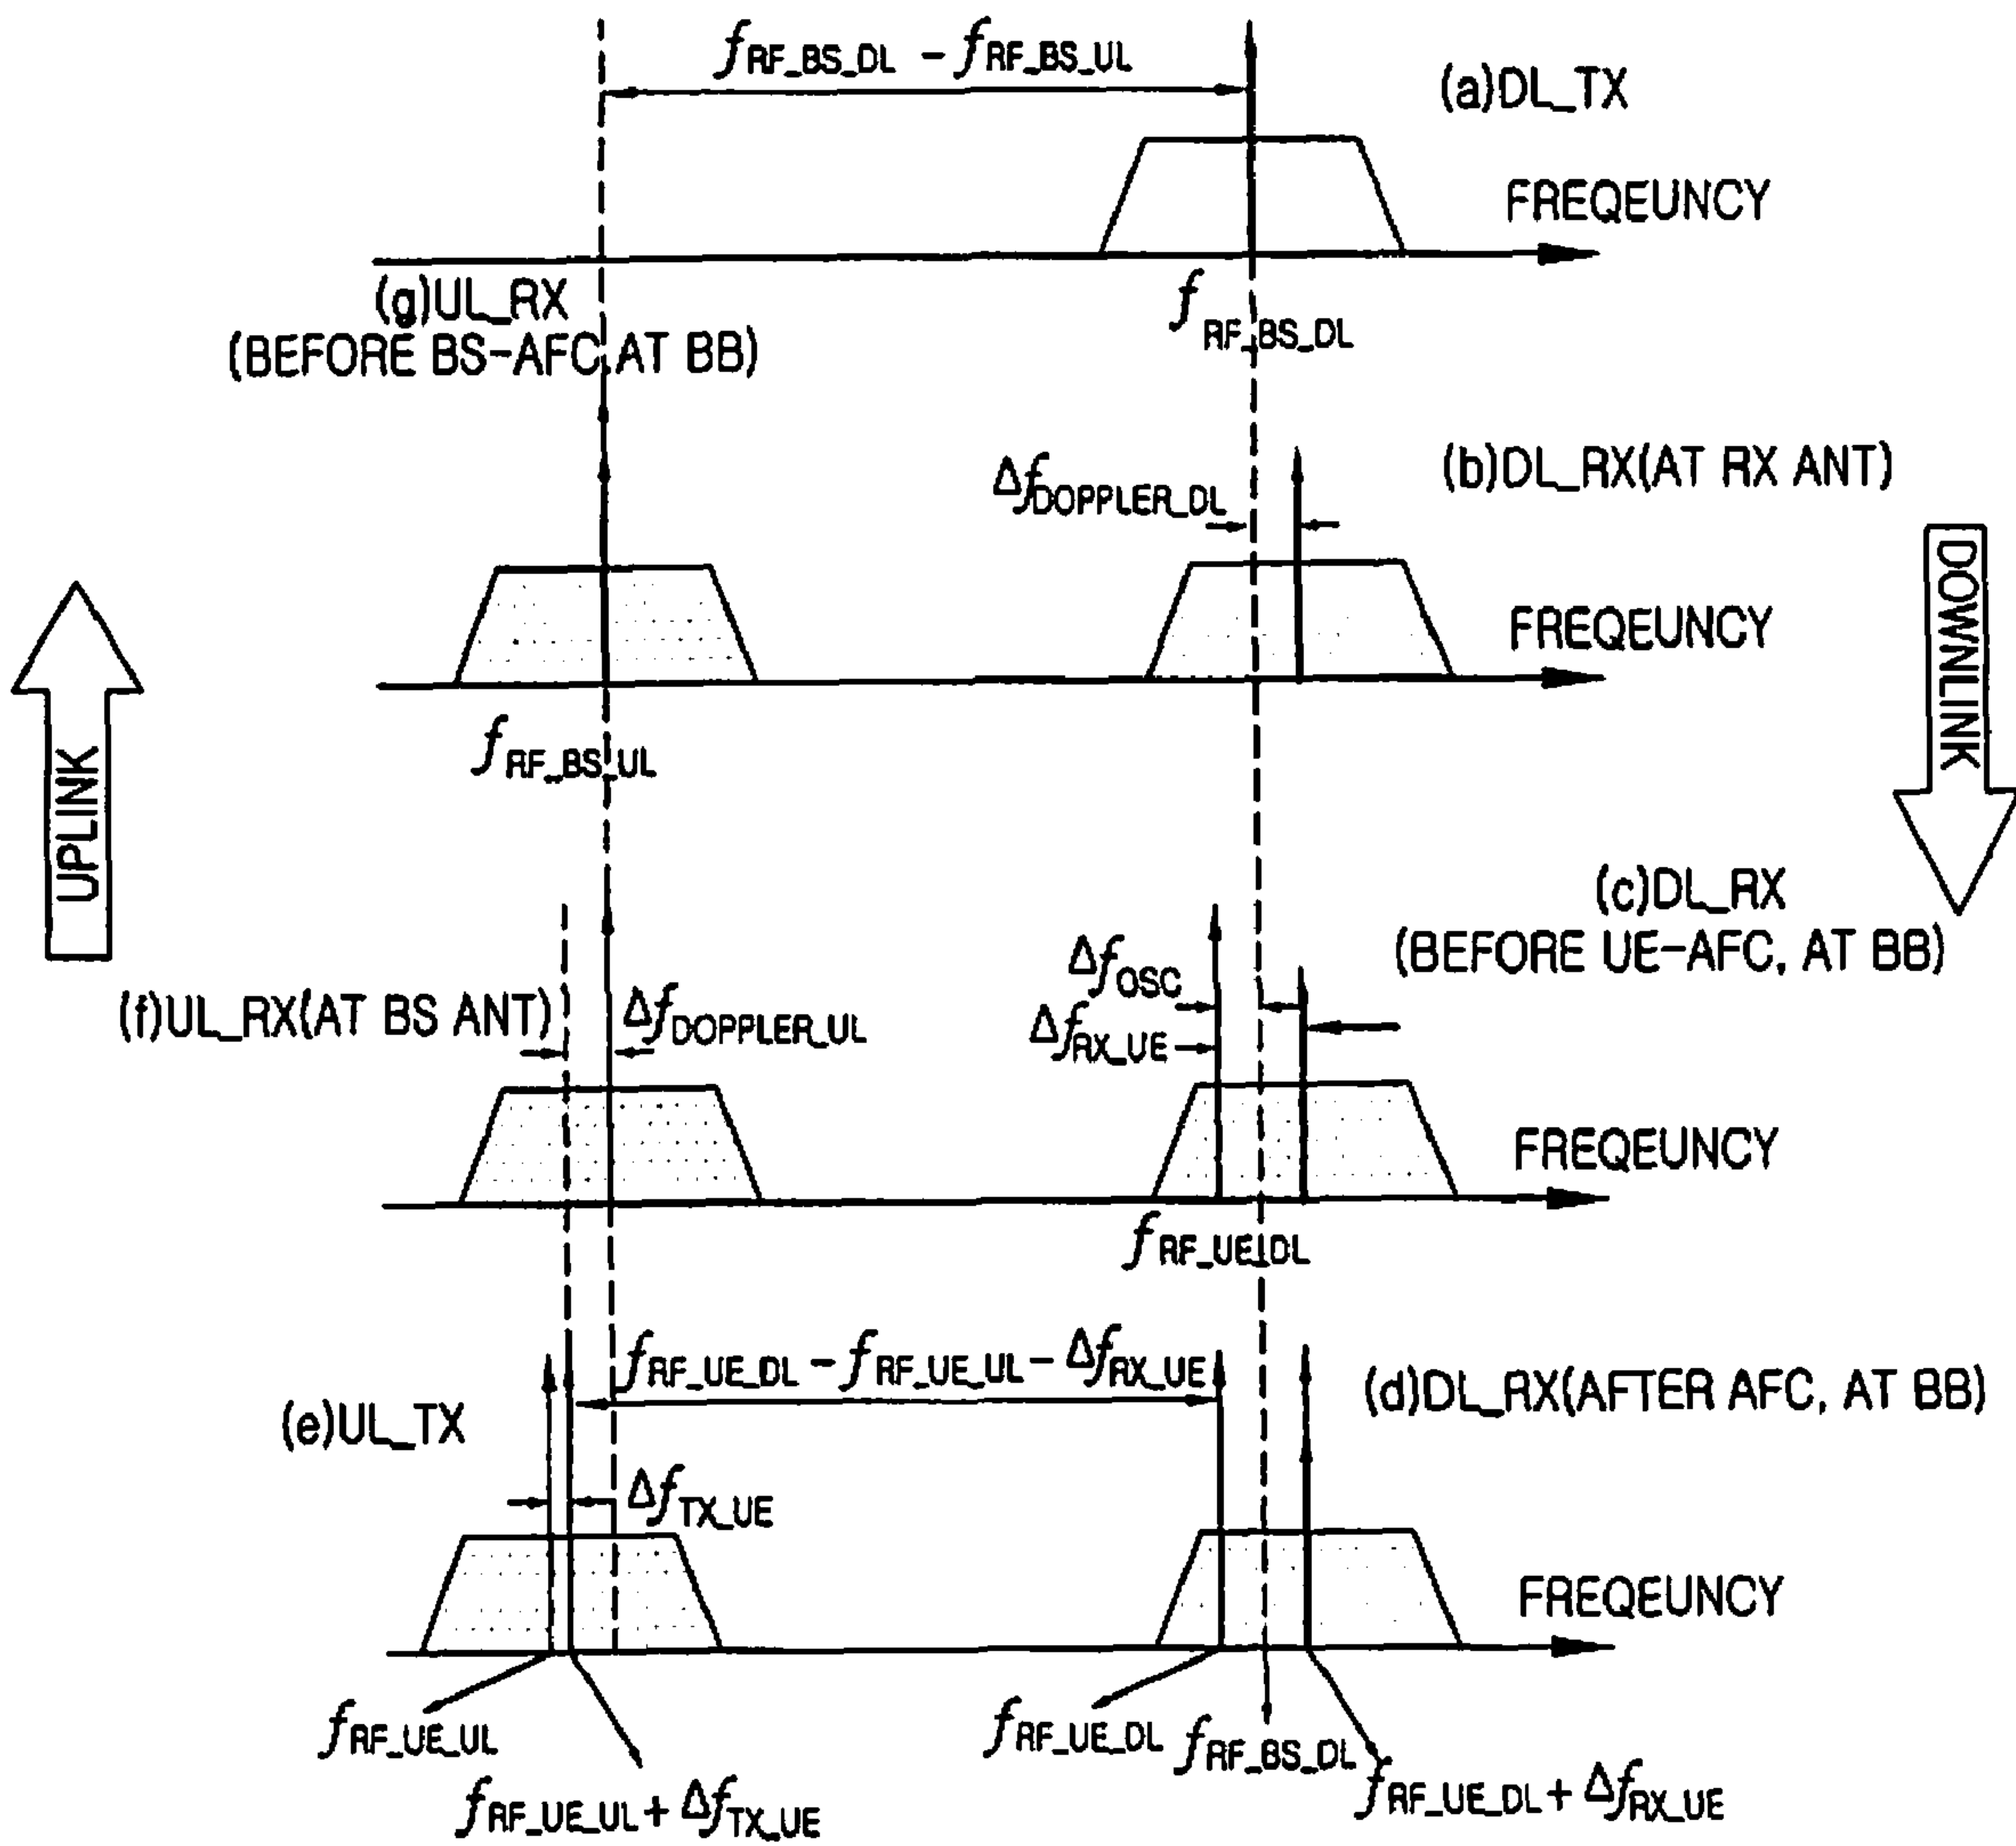 fRF_BS_DL − fRF_BS_UL
(a)DL_TX
FREQEUNCY
fRF_BS_DL
(g)UL_RX
(BEFORE BS-AFC, AT BB)
ΔfDOPPLER_DL
(b)DL_RX(AT RX ANT)
FREQEUNCY
fRF_BS_UL
UPLINK
DOWNLINK
(c)DL_RX
(BEFORE UE-AFC, AT BB)
ΔfOSC
ΔfRX_UE
(f)UL_RX(AT BS ANT)
ΔfDOPPLER_UL
FREQEUNCY
fRF_UE_DL
fRF_UE_DL − fRF_UE_UL − ΔfRX_UE
(d)DL_RX(AFTER AFC, AT BB)
(e)UL_TX
ΔfTX_UE
FREQEUNCY
fRF_UE_UL
fRF_UE_UL + ΔfTX_UE
fRF_UE_DL
fRF_BS_DL
fRF_UE_DL + ΔfRX_UE